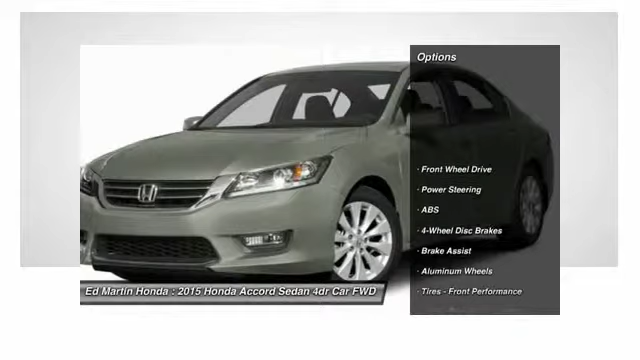 Options
· Front Wheel Drive
· Power Steering
· ABS
· 4-Wheel Disc Brakes
· Brake Assist
· Aluminum Wheels
· Tires - Front Performance
Ed Martin Honda : 2015 Honda Accord Sedan 4dr Car FWD